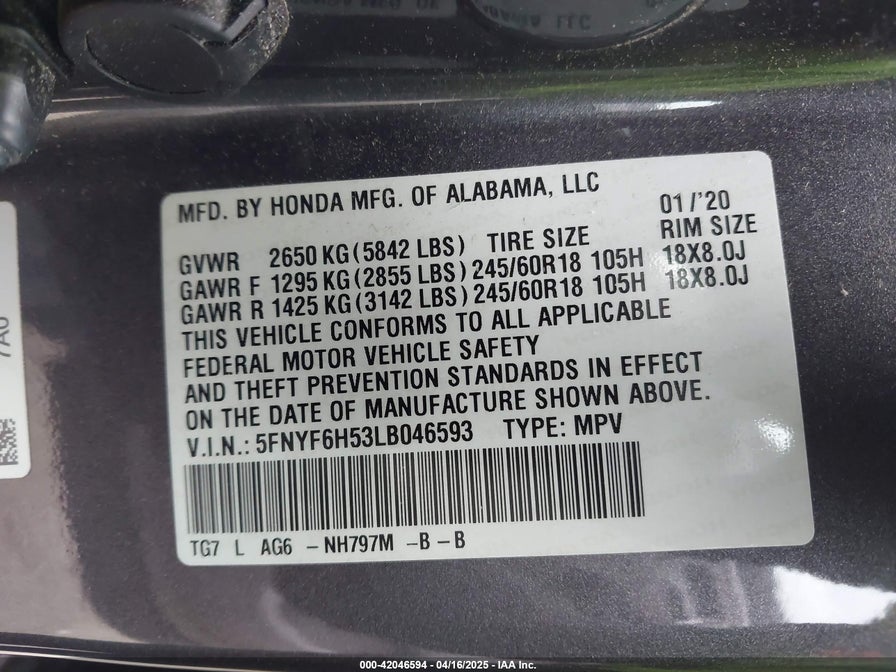 MFD. BY HONDA MFG. OF ALABAMA, LLC
01/'20
GVWR 2650 KG (5842 LBS) TIRE SIZE RIM SIZE
GAWR F 1295 KG (2855 LBS) 245/60R18 105H 18X8.0J
GAWR R 1425 KG (3142 LBS) 245/60R18 105H 18X8.0J
THIS VEHICLE CONFORMS TO ALL APPLICABLE
FEDERAL MOTOR VEHICLE SAFETY
AND THEFT PREVENTION STANDARDS IN EFFECT
ON THE DATE OF MANUFACTURE SHOWN ABOVE.
V.I.N.: 5FNYF6H53LB046593 TYPE: MPV
TG7 L AG6 -NH797M -B -B
7A0
000-42046594 - 04/16/2025 - IAA Inc.